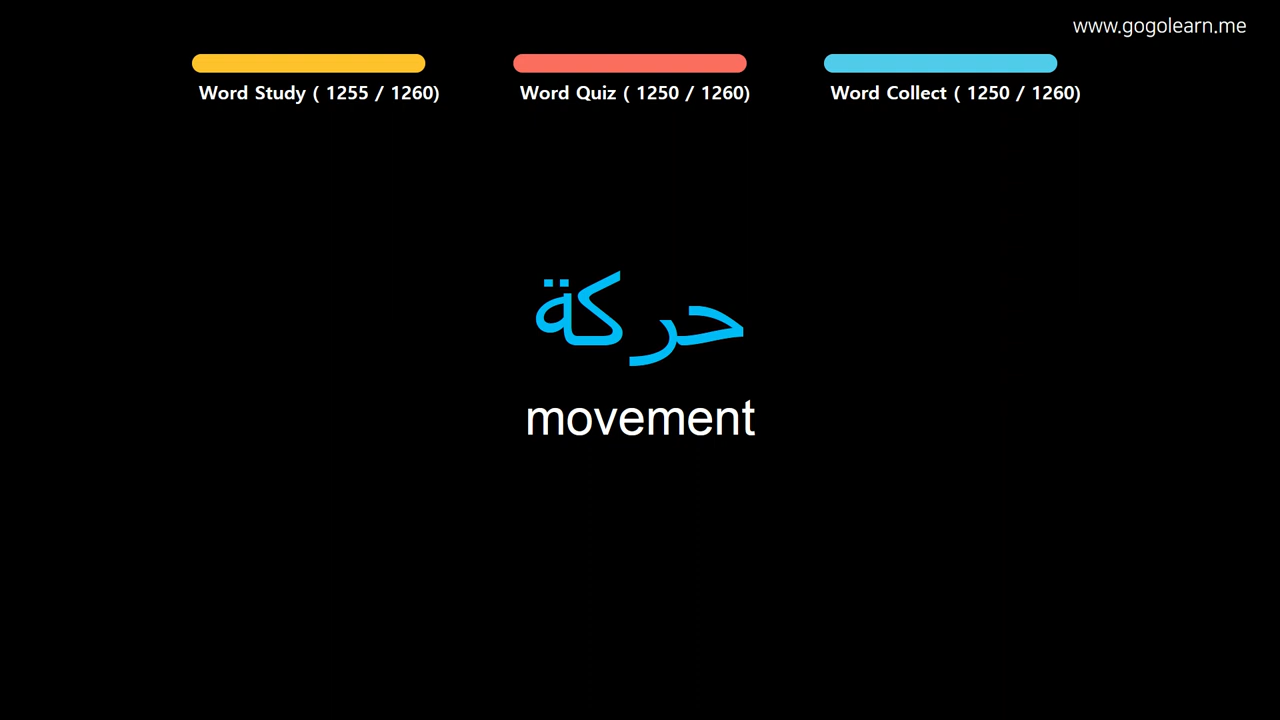 www.gogolearn.me
Word Study ( 1255 / 1260)
Word Quiz ( 1250 / 1260)
Word Collect ( 1250 / 1260)
حركة
movement